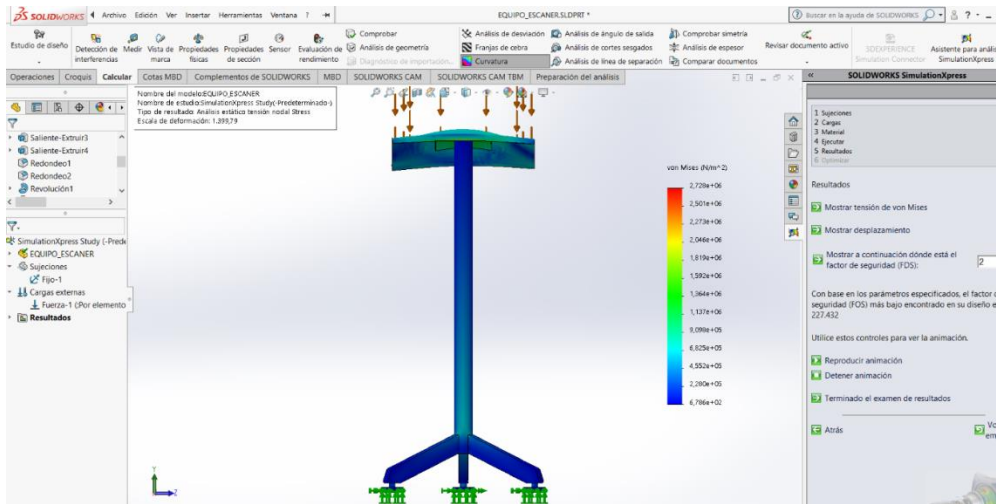 SOLIDWORKS
Archivo Edición Ver Insertar Herramientas Ventana ?
EQUIPO_ESCANER.SLDPRT *
Buscar en la ayuda de SOLIDWORKS
Estudio de diseño
Detección de interferencias
Medir
Vista de marca
Propiedades físicas
Propiedades de sección
Sensor
Evaluación de rendimiento
Comprobar
Análisis de geometría
Diagnóstico de importación...
Análisis de desviación
Franjas de cebra
Curvatura
Análisis de ángulo de salida
Análisis de cortes sesgados
Análisis de línea de separación
Comprobar simetría
Análisis de espesor
Comparar documentos
Revisar documento activo
3DEXPERIENCE
Simulation Connector
Asistente para anális
SimulationXpress
Operaciones Croquis Calcular Cotas MBD Complementos de SOLIDWORKS MBD SOLIDWORKS CAM SOLIDWORKS CAM TBM Preparación del análisis
SOLIDWORKS SimulationXpress
Nombre del modelo:EQUIPO_ESCANER
Nombre de estudio:SimulationXpress Study(-Predeterminado-)
Tipo de resultado: Análisis estático tensión nodal Stress
Escala de deformación: 1.399,79
Saliente-Extruir3
Saliente-Extruir4
Redondeo1
Redondeo2
Revolución1
SimulationXpress Study (-Prede
EQUIPO_ESCANER
Sujeciones
Fijo-1
Cargas externas
Fuerza-1 (:Por elemento
Resultados
von Mises (N/m^2)
2,728e+06
2,501e+06
2,273e+06
2,046e+06
1,819e+06
1,592e+06
1,364e+06
1,137e+06
9,098e+05
6,825e+05
4,552e+05
2,280e+05
6,786e+02
Y
Z
1 Sujeciones
2 Cargas
3 Material
4 Ejecutar
5 Resultados
6 Optimizar
Resultados
Mostrar tensión de von Mises
Mostrar desplazamiento
Mostrar a continuación dónde está el
factor de seguridad (FDS):
2
Con base en los parámetros especificados, el factor d
seguridad (FOS) más bajo encontrado en su diseño e
227.432
Utilice estos controles para ver la animación.
Reproducir animación
Detener animación
Terminado el examen de resultados
Atrás
Vo
em